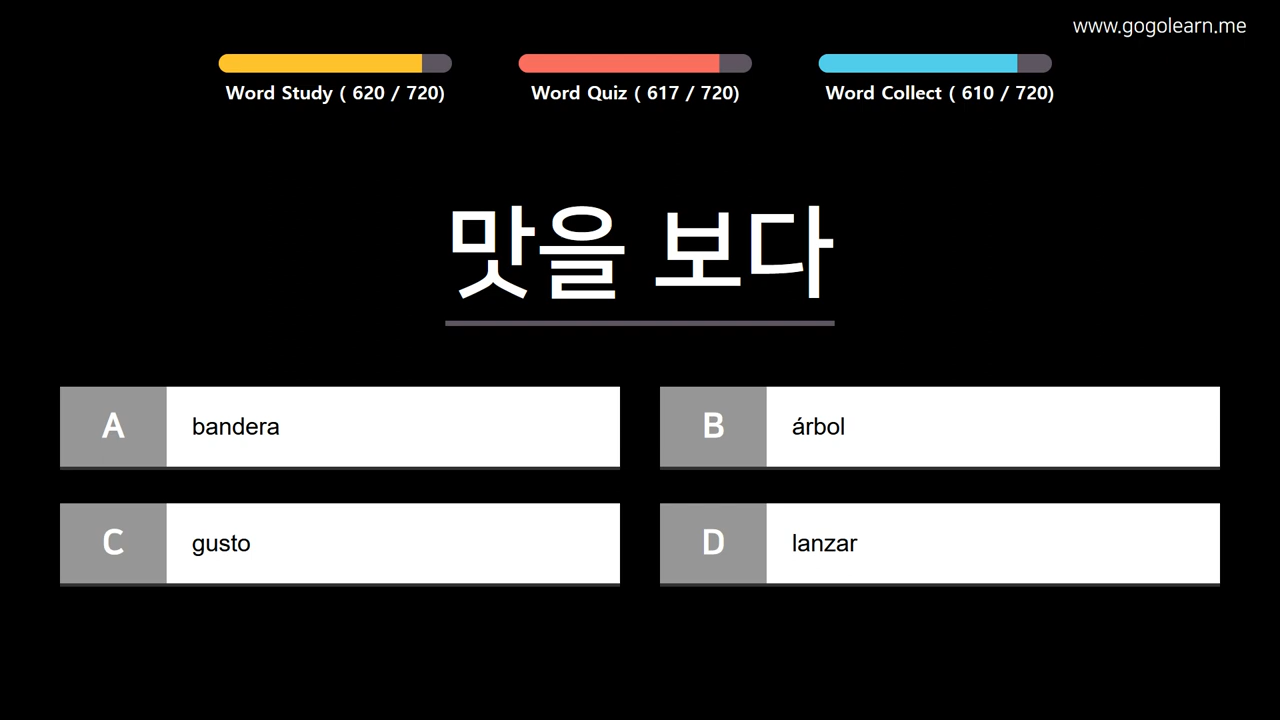 www.gogolearn.me
Word Study ( 620 / 720)
Word Quiz ( 617 / 720)
Word Collect ( 610 / 720)
맛을 보다
A bandera
B árbol
C gusto
D lanzar